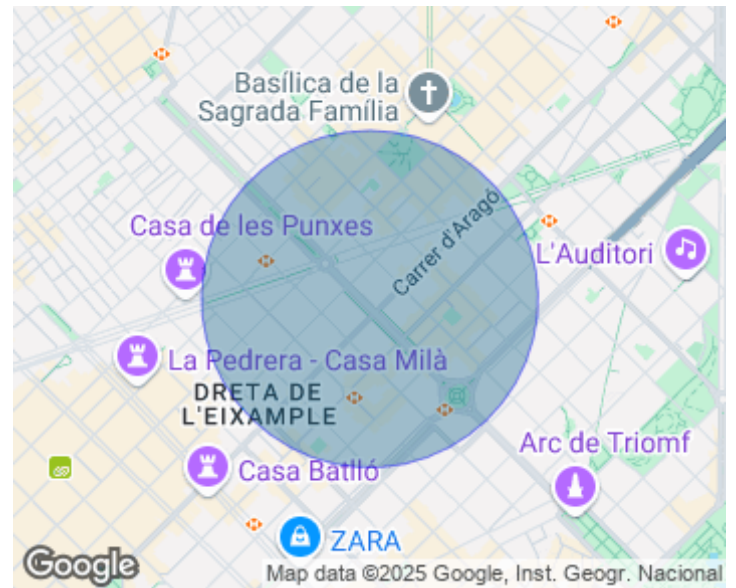 Basílica de la
Sagrada Família
Casa de les Punxes
Carrer d'Aragó
L'Auditori
La Pedrera - Casa Milà
DRETA DE
L'EIXAMPLE
Casa Batlló
Arc de Triomf
ZARA
Google
Map data ©2025 Google, Inst. Geogr. Nacional